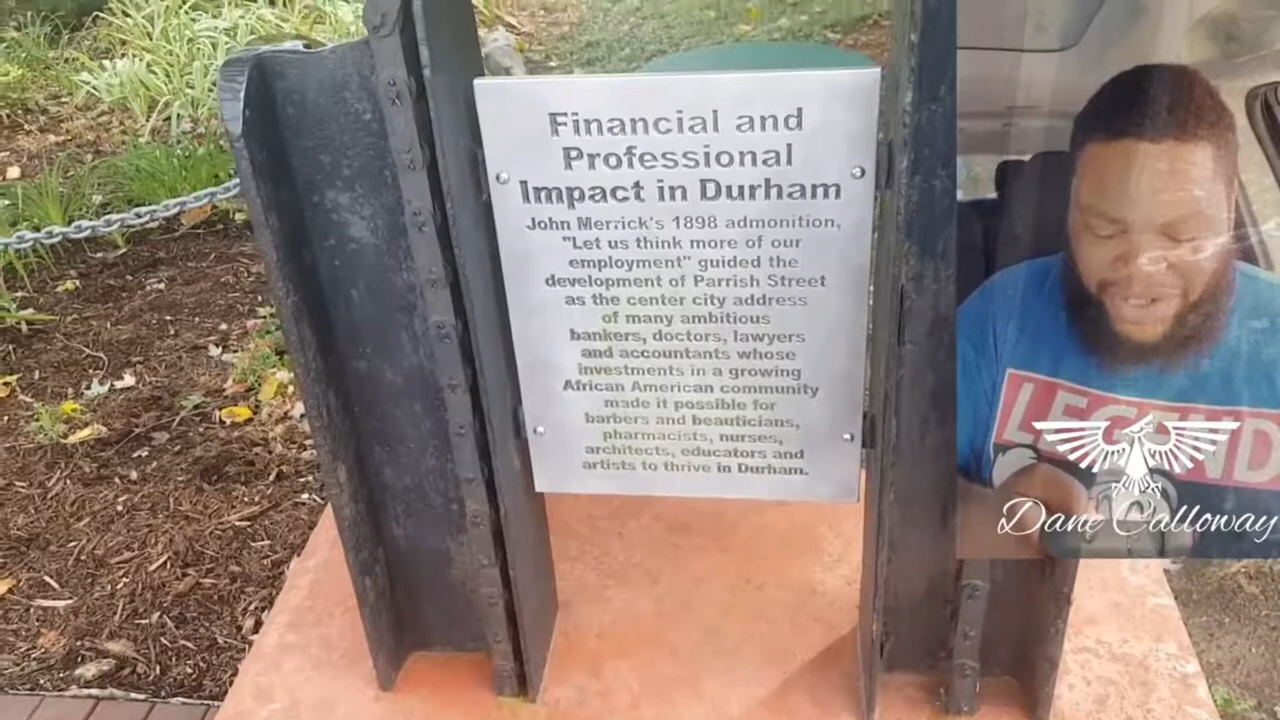 Financial and
Professional
Impact in Durham
John Merrick's 1898 admonition,
"Let us think more of our
employment" guided the
development of Parrish Street
as the center city address
of many ambitious
bankers, doctors, lawyers
and accountants whose
investments in a growing
African American community
made it possible for
barbers and beauticians,
pharmacists, nurses,
architects, educators and
artists to thrive in Durham.
LEGEND
Dane Calloway